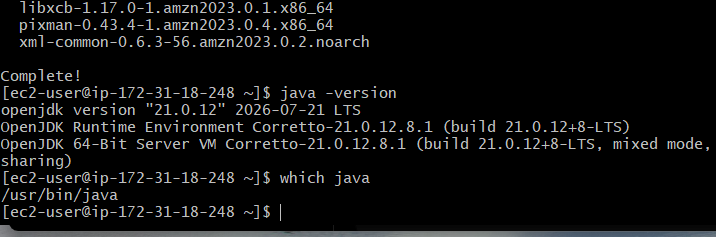 libxcb-1.17.0-1.amzn2023.0.1.x86_64
pixman-0.43.4-1.amzn2023.0.4.x86_64
xml-common-0.6.3-56.amzn2023.0.2.noarch
Complete!
[ec2-user@ip-172-31-18-248 ~]$ java -version
openjdk version "21.0.12" 2026-07-21 LTS
OpenJDK Runtime Environment Corretto-21.0.12.8.1 (build 21.0.12+8-LTS)
OpenJDK 64-Bit Server VM Corretto-21.0.12.8.1 (build 21.0.12+8-LTS, mixed mode,
sharing)
[ec2-user@ip-172-31-18-248 ~]$ which java
/usr/bin/java
[ec2-user@ip-172-31-18-248 ~]$